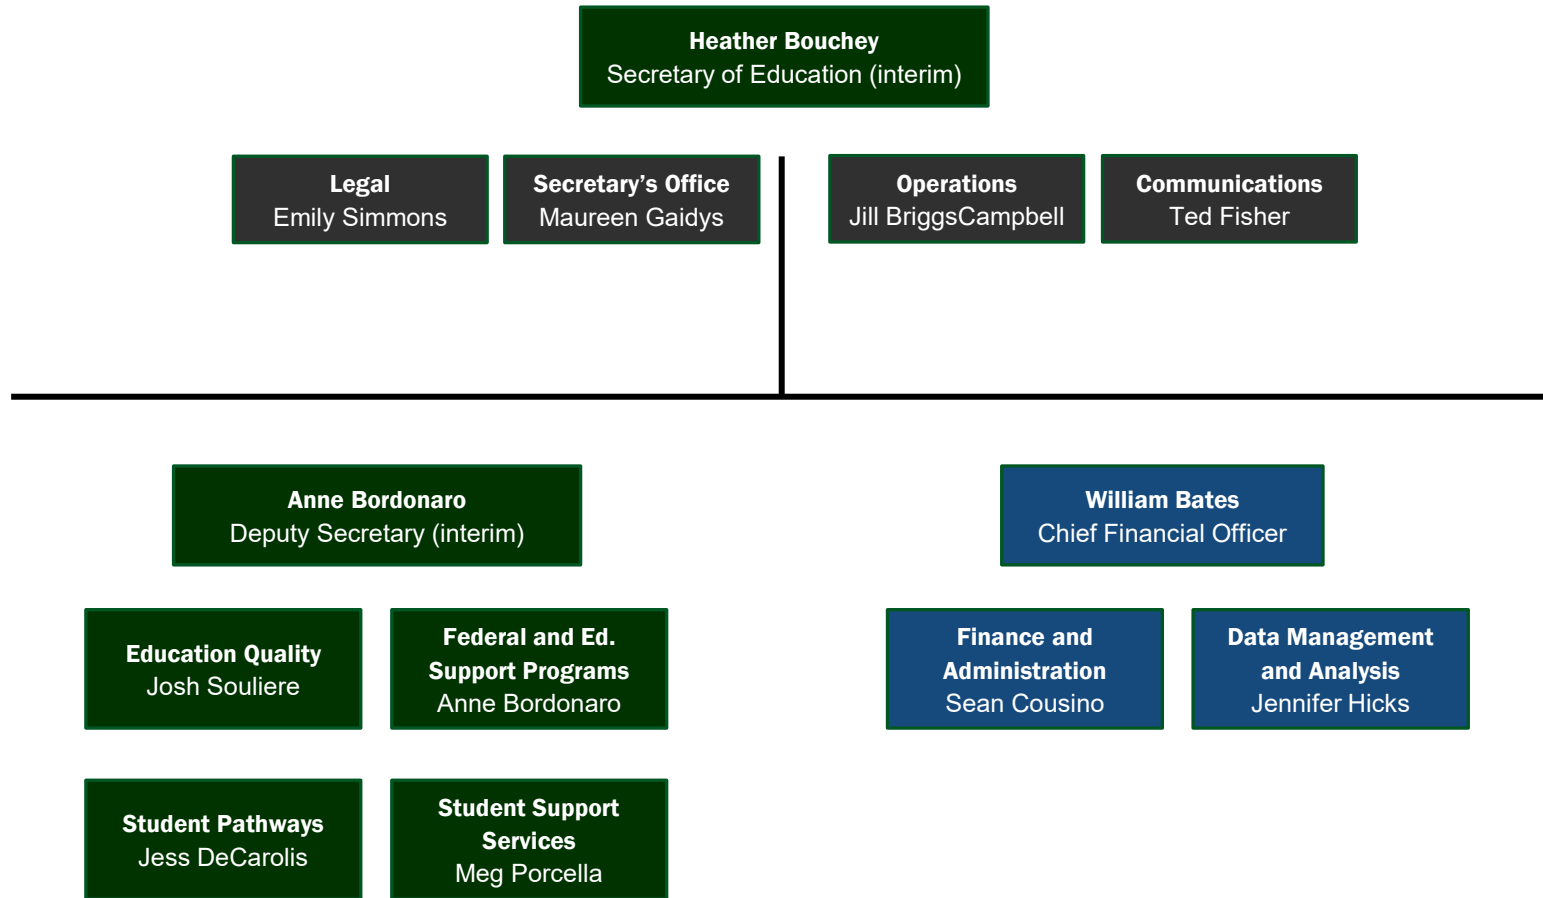 Heather Bouchey
Secretary of Education (interim)
Legal
Emily Simmons
Secretary’s Office
Maureen Gaidys
Operations
Jill BriggsCampbell
Communications
Ted Fisher
Anne Bordonaro
Deputy Secretary (interim)
William Bates
Chief Financial Officer
Education Quality
Josh Souliere
Federal and Ed.
Support Programs
Anne Bordonaro
Finance and
Administration
Sean Cousino
Data Management
and Analysis
Jennifer Hicks
Student Pathways
Jess DeCarolis
Student Support
Services
Meg Porcella